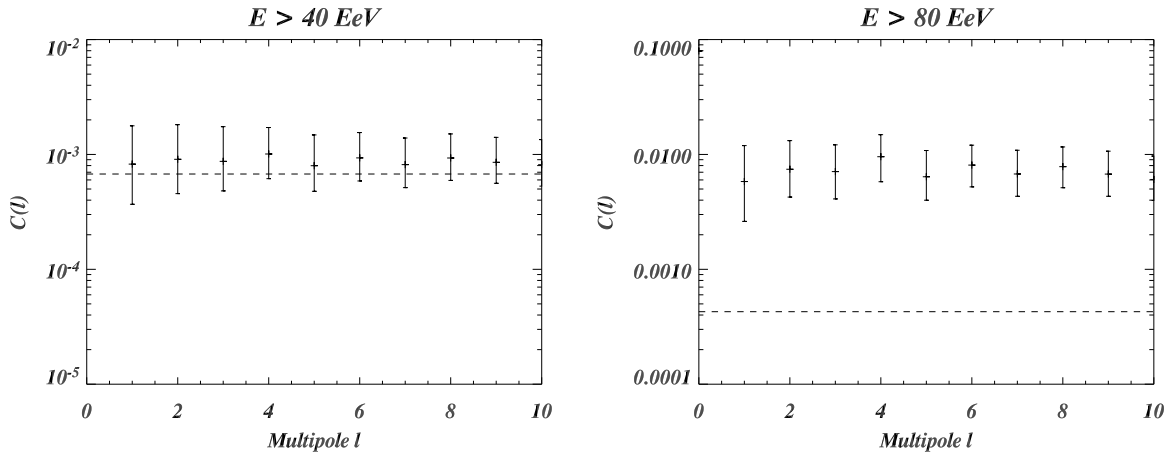 E > 40 EeV
10^-2
10^-3
10^-4
10^-5
C(l)
0 2 4 6 8 10
Multipole l
E > 80 EeV
0.1000
0.0100
0.0010
0.0001
C(l)
0 2 4 6 8 10
Multipole l